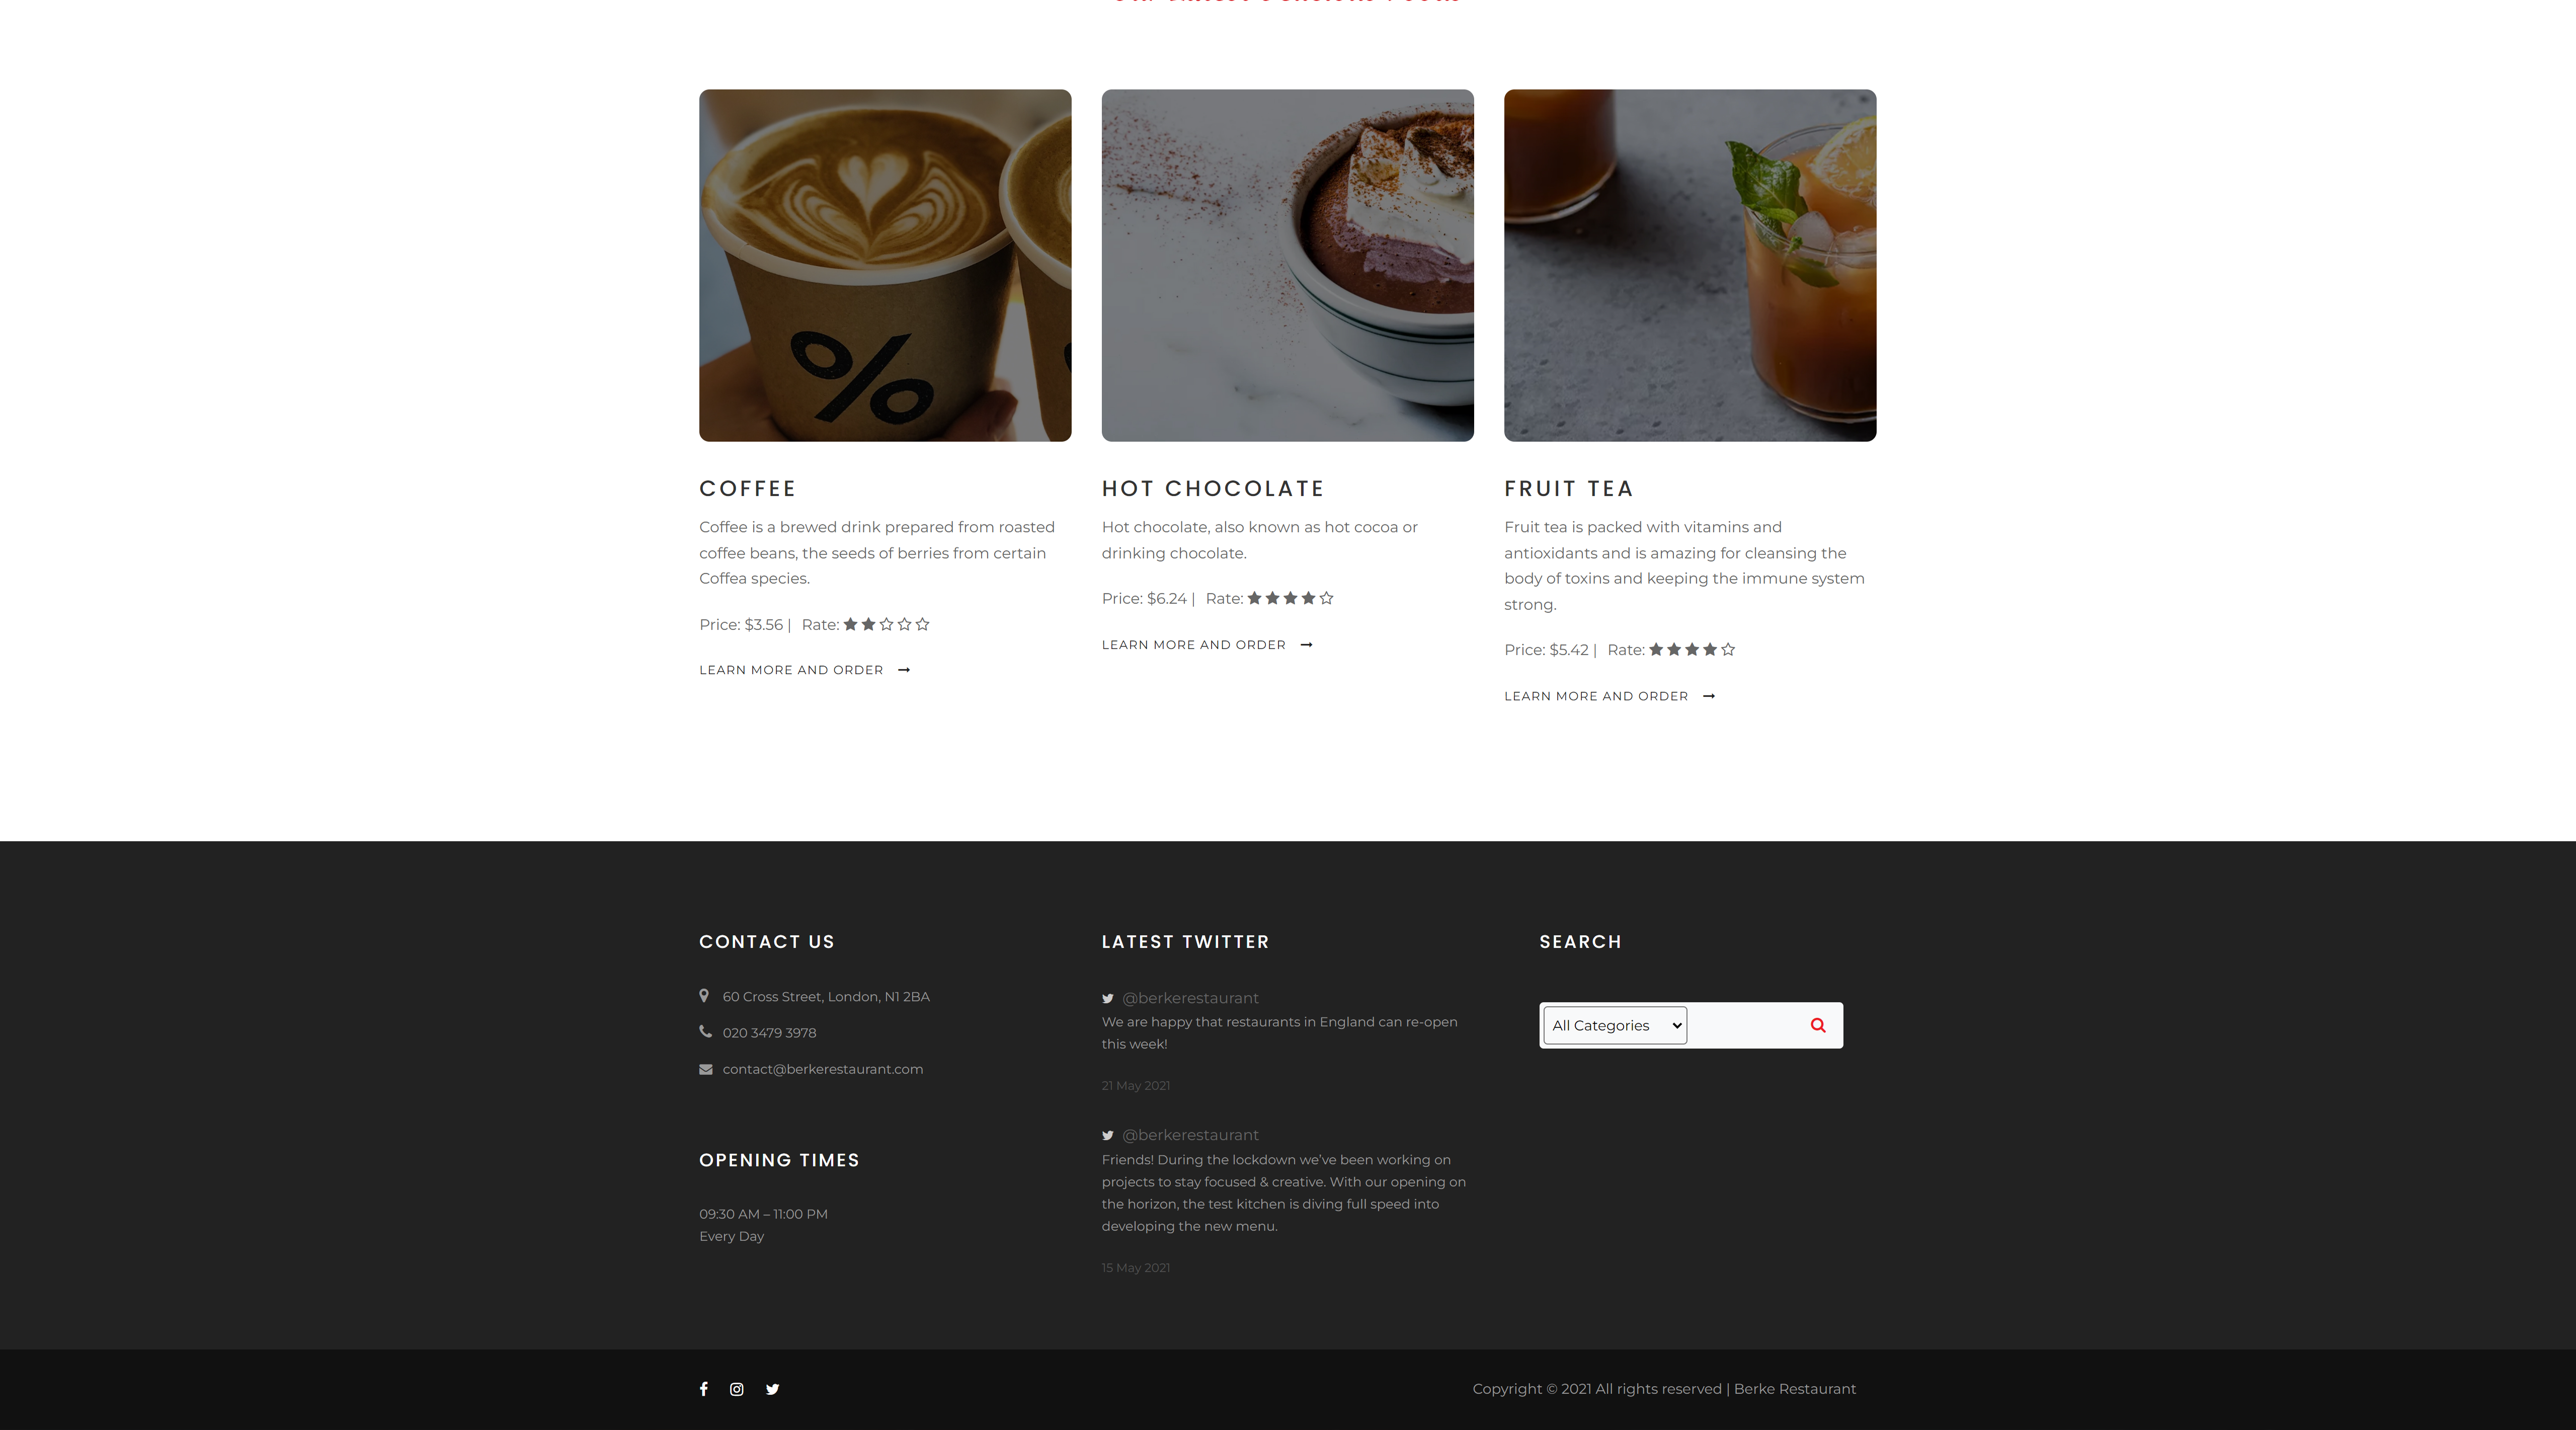 COFFEE
Coffee is a brewed drink prepared from roasted
coffee beans, the seeds of berries from certain
Coffea species.
Price: $3.56 | Rate: ★★☆☆☆
LEARN MORE AND ORDER →
HOT CHOCOLATE
Hot chocolate, also known as hot cocoa or
drinking chocolate.
Price: $6.24 | Rate: ★★★★☆
LEARN MORE AND ORDER →
FRUIT TEA
Fruit tea is packed with vitamins and
antioxidants and is amazing for cleansing the
body of toxins and keeping the immune system
strong.
Price: $5.42 | Rate: ★★★★☆
LEARN MORE AND ORDER →
%
CONTACT US
60 Cross Street, London, N1 2BA
020 3479 3978
contact@berkerestaurant.com
OPENING TIMES
09:30 AM – 11:00 PM
Every Day
LATEST TWITTER
@berkerestaurant
We are happy that restaurants in England can re-open
this week!
21 May 2021
@berkerestaurant
Friends! During the lockdown we've been working on
projects to stay focused & creative. With our opening on
the horizon, the test kitchen is diving full speed into
developing the new menu.
15 May 2021
SEARCH
All Categories
Copyright © 2021 All rights reserved | Berke Restaurant